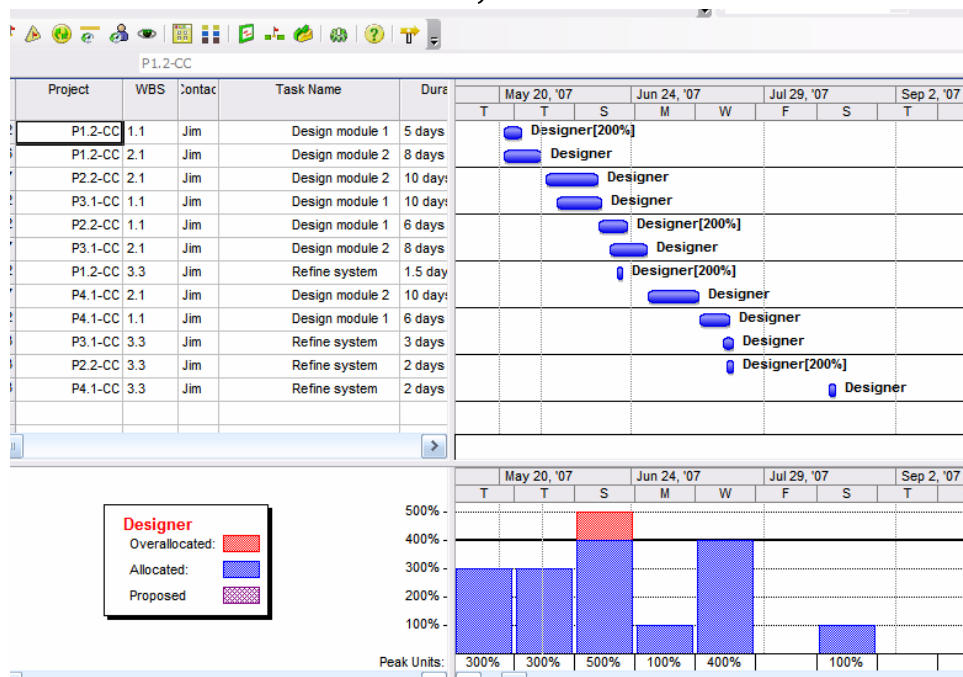 P1.2-CC
Project WBS Contac Task Name Dura
May 20, '07 Jun 24, '07 Jul 29, '07 Sep 2, '07
T T S M W F S T
P1.2-CC 1.1 Jim Design module 1 5 days Designer[200%]
P1.2-CC 2.1 Jim Design module 2 8 days Designer
P2.2-CC 2.1 Jim Design module 2 10 days Designer
P3.1-CC 1.1 Jim Design module 1 10 days Designer
P2.2-CC 1.1 Jim Design module 1 6 days Designer[200%]
P3.1-CC 2.1 Jim Design module 2 8 days Designer
P1.2-CC 3.3 Jim Refine system 1.5 day Designer[200%]
P4.1-CC 2.1 Jim Design module 2 10 days Designer
P4.1-CC 1.1 Jim Design module 1 6 days Designer
P3.1-CC 3.3 Jim Refine system 3 days Designer
P2.2-CC 3.3 Jim Refine system 2 days Designer[200%]
P4.1-CC 3.3 Jim Refine system 2 days Designer
May 20, '07 Jun 24, '07 Jul 29, '07 Sep 2, '07
T T S M W F S T
Designer
Overallocated:
Allocated:
Proposed
500%
400%
300%
200%
100%
Peak Units: 300% 300% 500% 100% 400% 100%